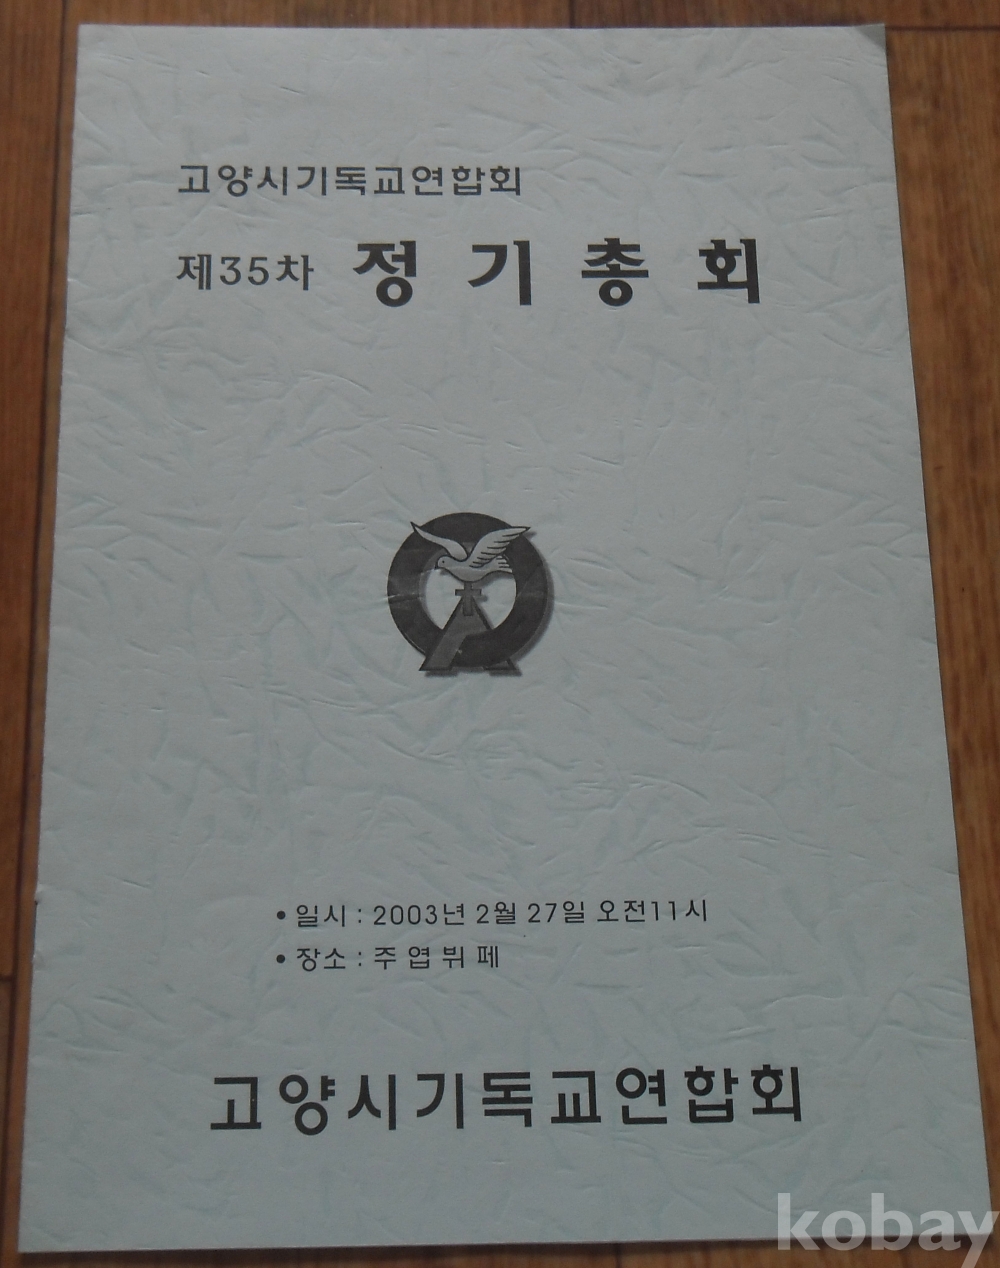 고양시기독교연합회
제35차 정기총회
• 일시 : 2003년 2월 27일 오전11시
• 장소 : 주엽뷔페
고양시기독교연합회
kobay